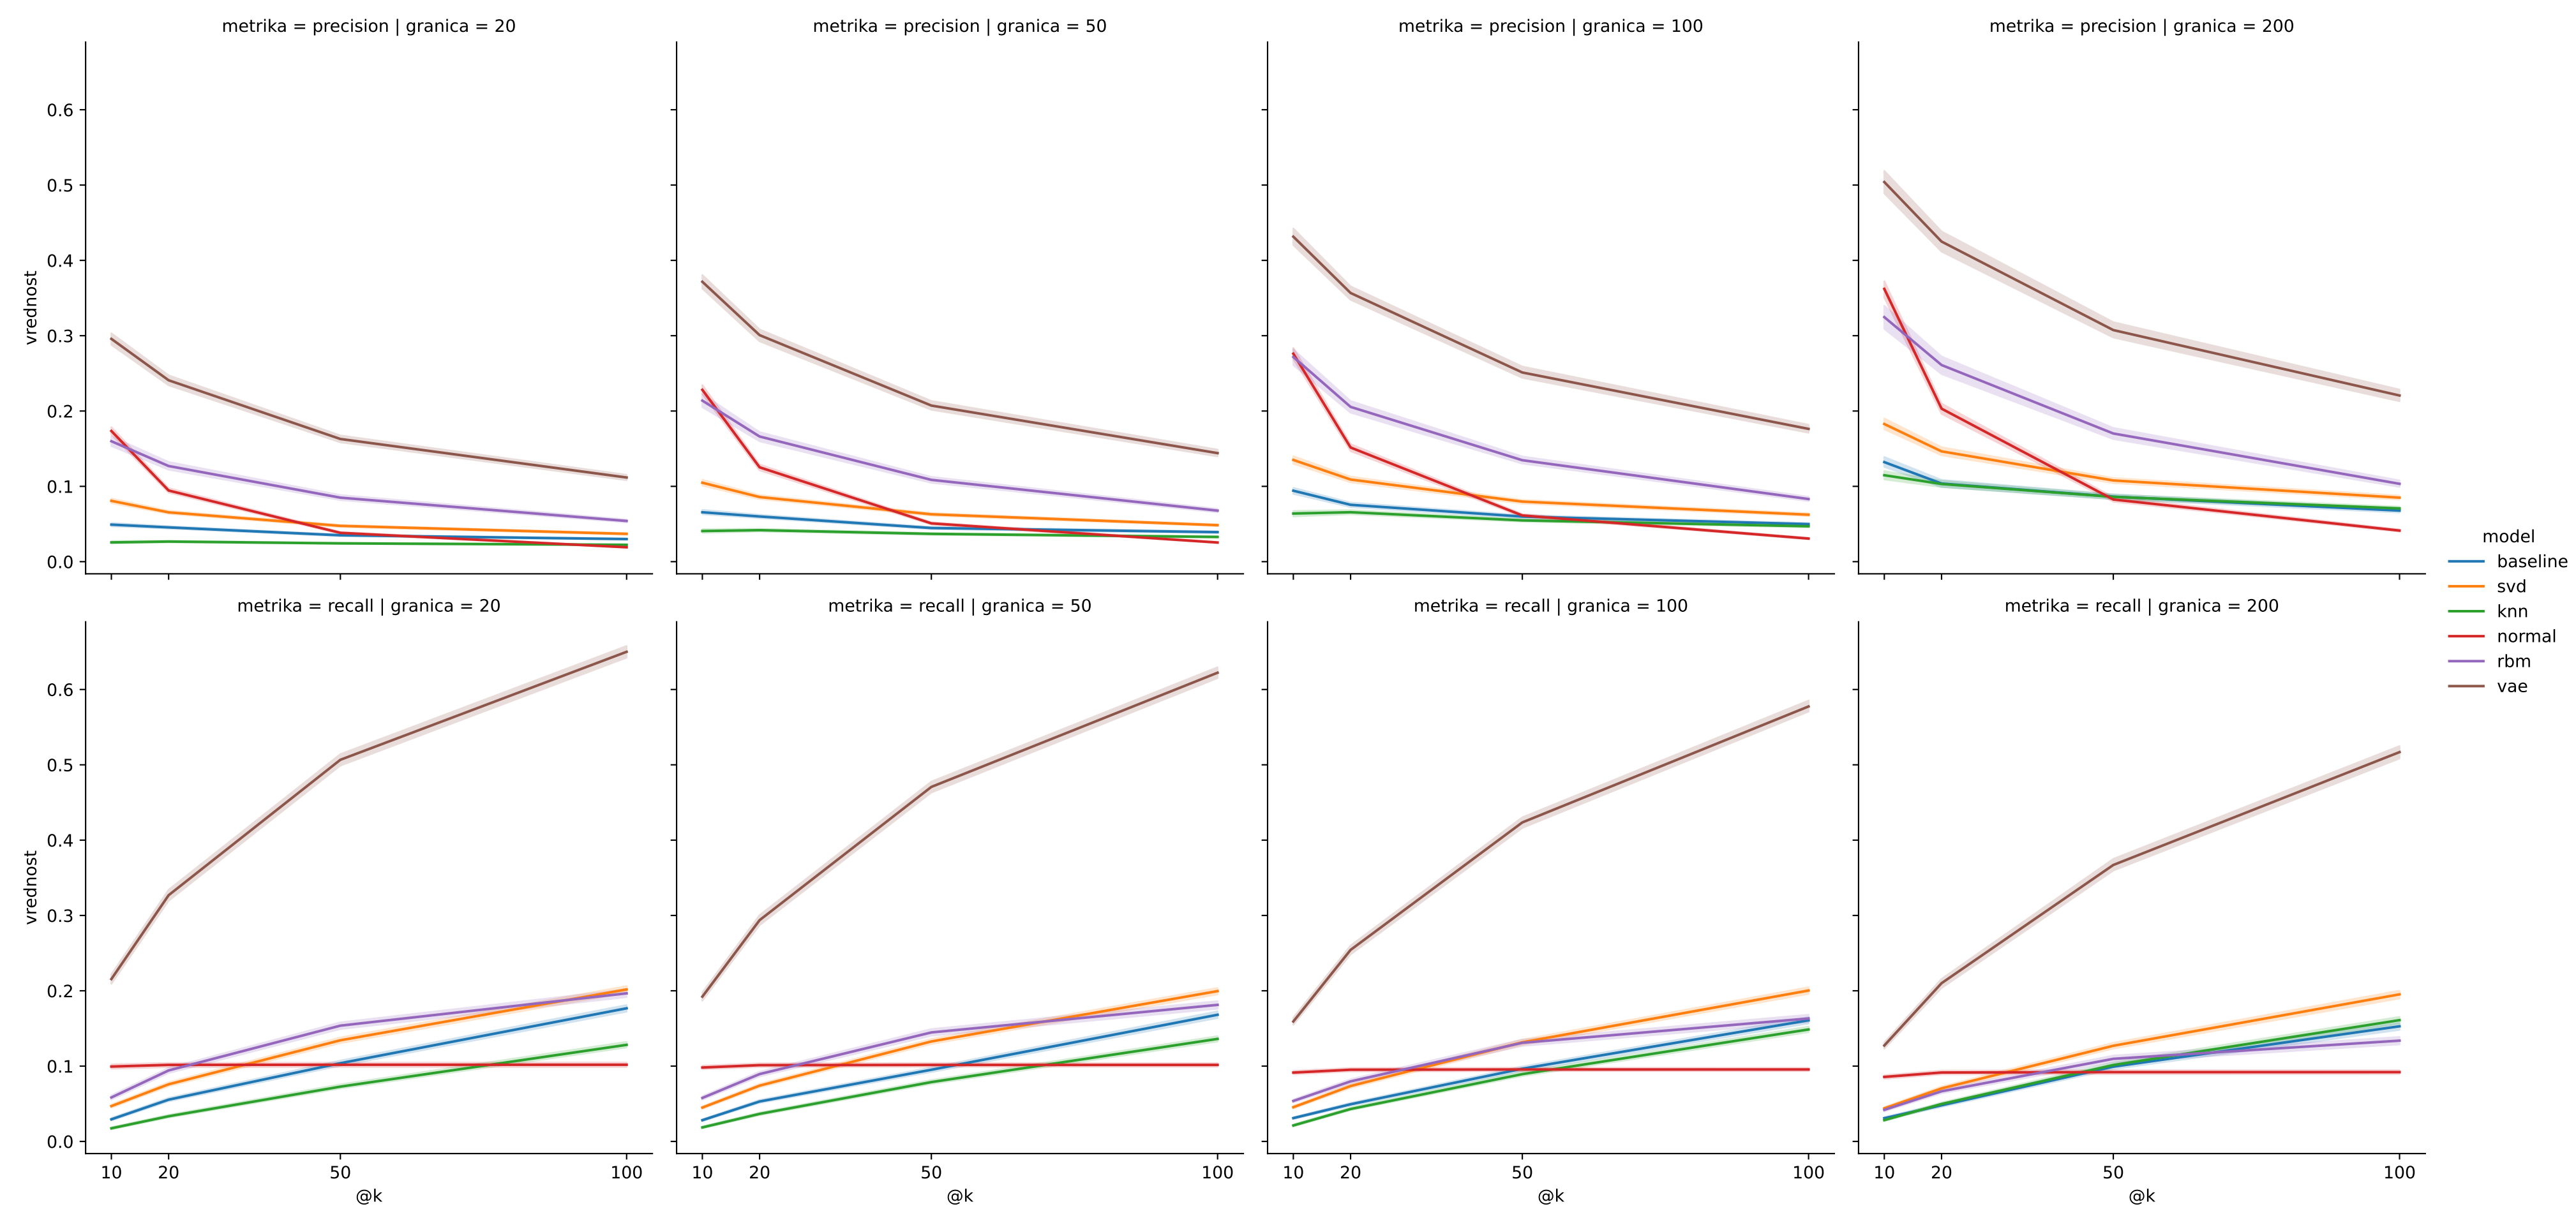 metrika = precision | granica = 20
metrika = precision | granica = 50
metrika = precision | granica = 100
metrika = precision | granica = 200
vrednost
0.6
0.5
0.4
0.3
0.2
0.1
0.0
metrika = recall | granica = 20
metrika = recall | granica = 50
metrika = recall | granica = 100
metrika = recall | granica = 200
vrednost
0.6
0.5
0.4
0.3
0.2
0.1
0.0
10 20 50 100
@k
10 20 50 100
@k
10 20 50 100
@k
10 20 50 100
@k
model
baseline
svd
knn
normal
rbm
vae